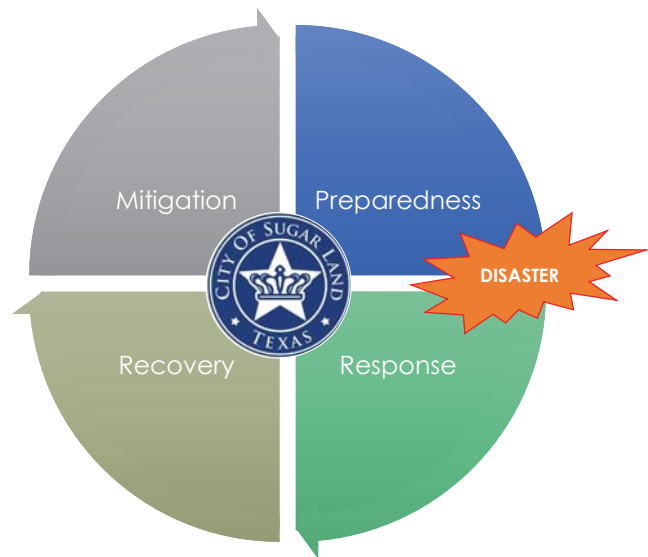 Mitigation
Preparedness
CITY OF SUGAR LAND
TEXAS
DISASTER
Recovery
Response